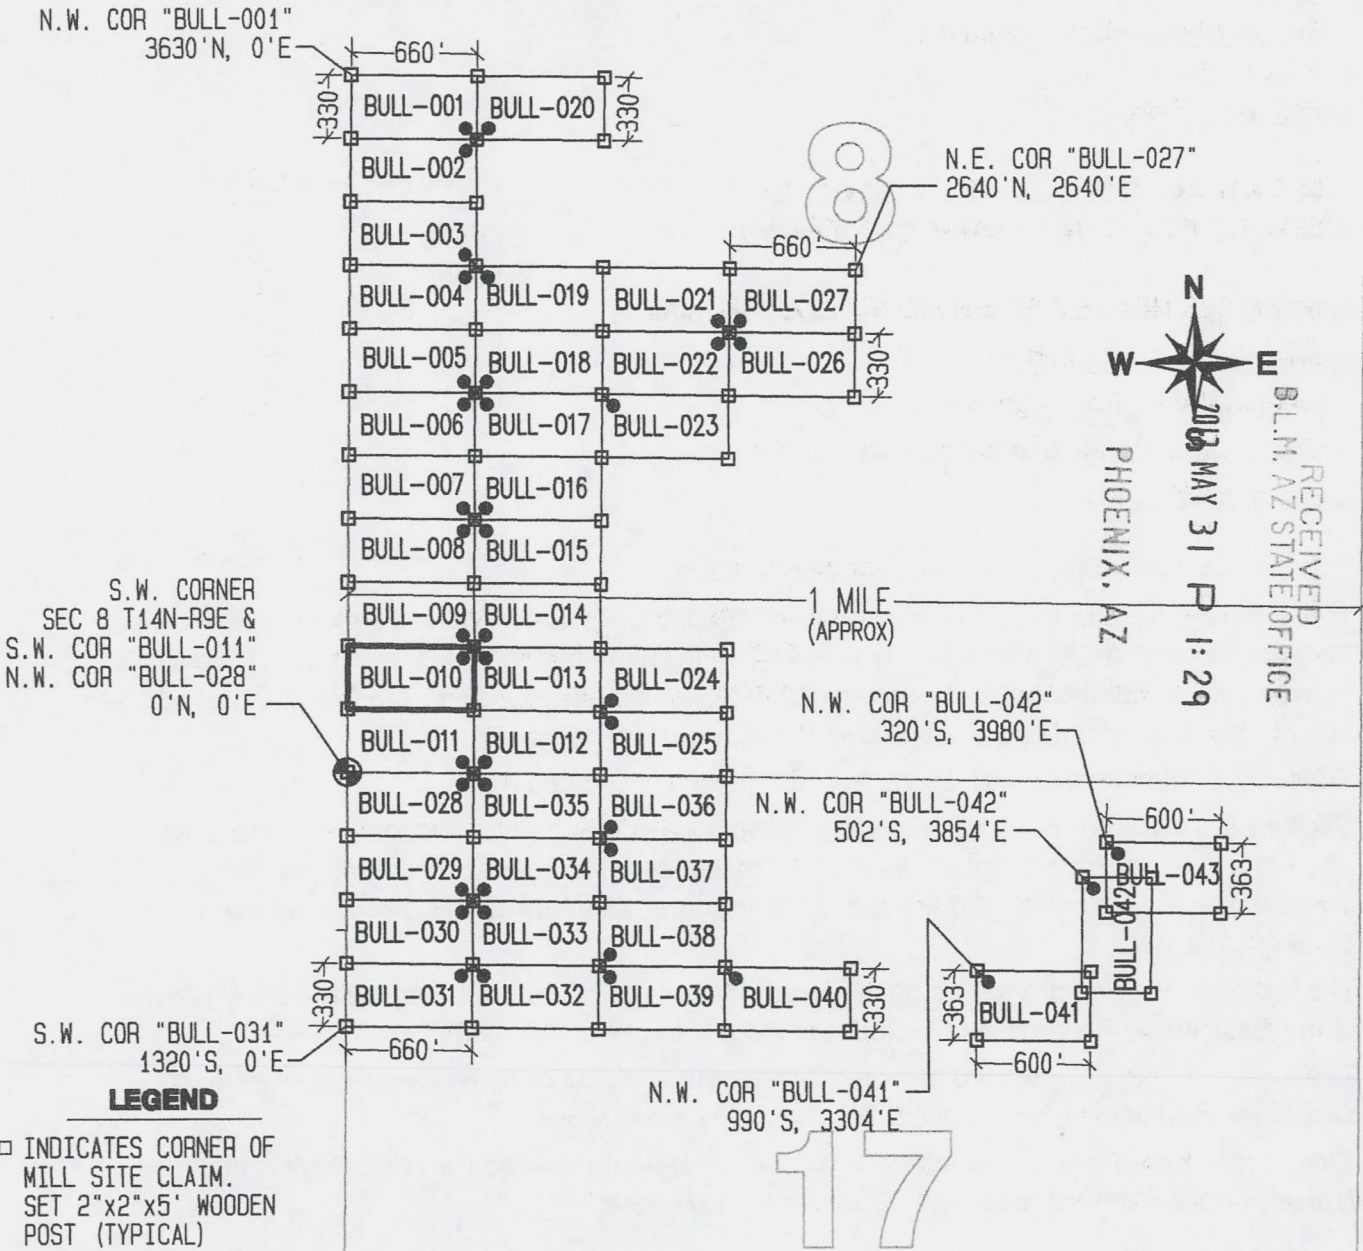 N.W. COR "BULL-001"
3630'N, 0'E
660'
330
BULL-001
BULL-020
330
BULL-002
8
N.E. COR "BULL-027"
2640'N, 2640'E
BULL-003
660'
BULL-004
BULL-019
BULL-021
BULL-027
N
W
E
S
BULL-005
BULL-018
BULL-022
BULL-026
330
BULL-006
BULL-017
BULL-023
RECEIVED
B.L.M AZ STATE OFFICE
MAY 31 P 1:29
PHOENIX, AZ
BULL-007
BULL-016
BULL-008
BULL-015
S.W. CORNER
SEC 8 T14N-R9E &
S.W. COR "BULL-011"
N.W. COR "BULL-028"
0'N, 0'E
BULL-009
BULL-014
1 MILE
(APPROX)
BULL-010
BULL-013
BULL-024
N.W. COR "BULL-042"
320'S, 3980'E
BULL-011
BULL-012
BULL-025
BULL-028
BULL-035
BULL-036
N.W. COR "BULL-042"
502'S, 3854'E
600'
363
BULL-043
BULL-042
BULL-029
BULL-034
BULL-037
BULL-030
BULL-033
BULL-038
330
BULL-031
BULL-032
BULL-039
BULL-040
330
363
BULL-041
600'
S.W. COR "BULL-031"
1320'S, 0'E
660'
N.W. COR "BULL-041"
990'S, 3304'E
17
LEGEND
INDICATES CORNER OF
MILL SITE CLAIM.
SET 2"x2"x5' WOODEN
POST (TYPICAL)